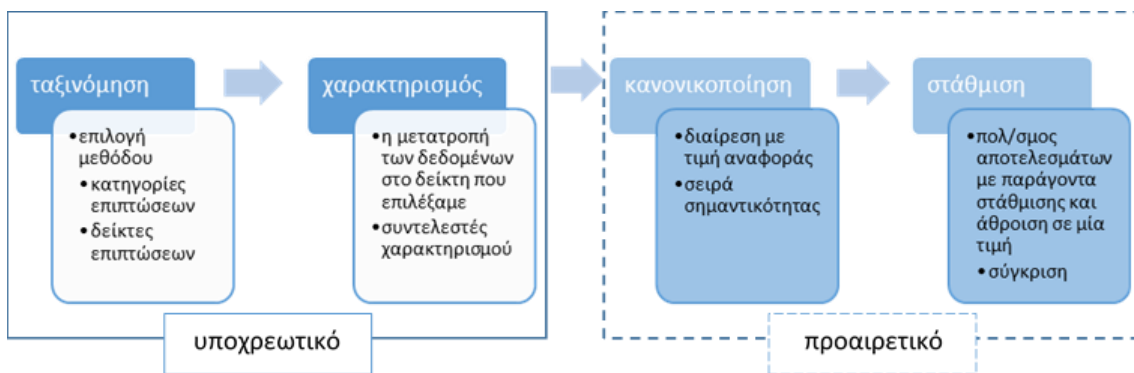 ταξινόμηση
•επιλογή
μεθόδου
•κατηγορίες
επιπτώσεων
•δείκτες
επιπτώσεων
χαρακτηρισμός
•η μετατροπή
των δεδομένων
στο δείκτη που
επιλέξαμε
•συντελεστές
χαρακτηρισμού
υποχρεωτικό
κανονικοποίηση
•διαίρεση με
τιμή αναφοράς
•σειρά
σημαντικότητας
στάθμιση
•πολ/σμος
αποτελεσμάτων
με παράγοντα
στάθμισης και
άθροιση σε μία
τιμή
•σύγκριση
προαιρετικό